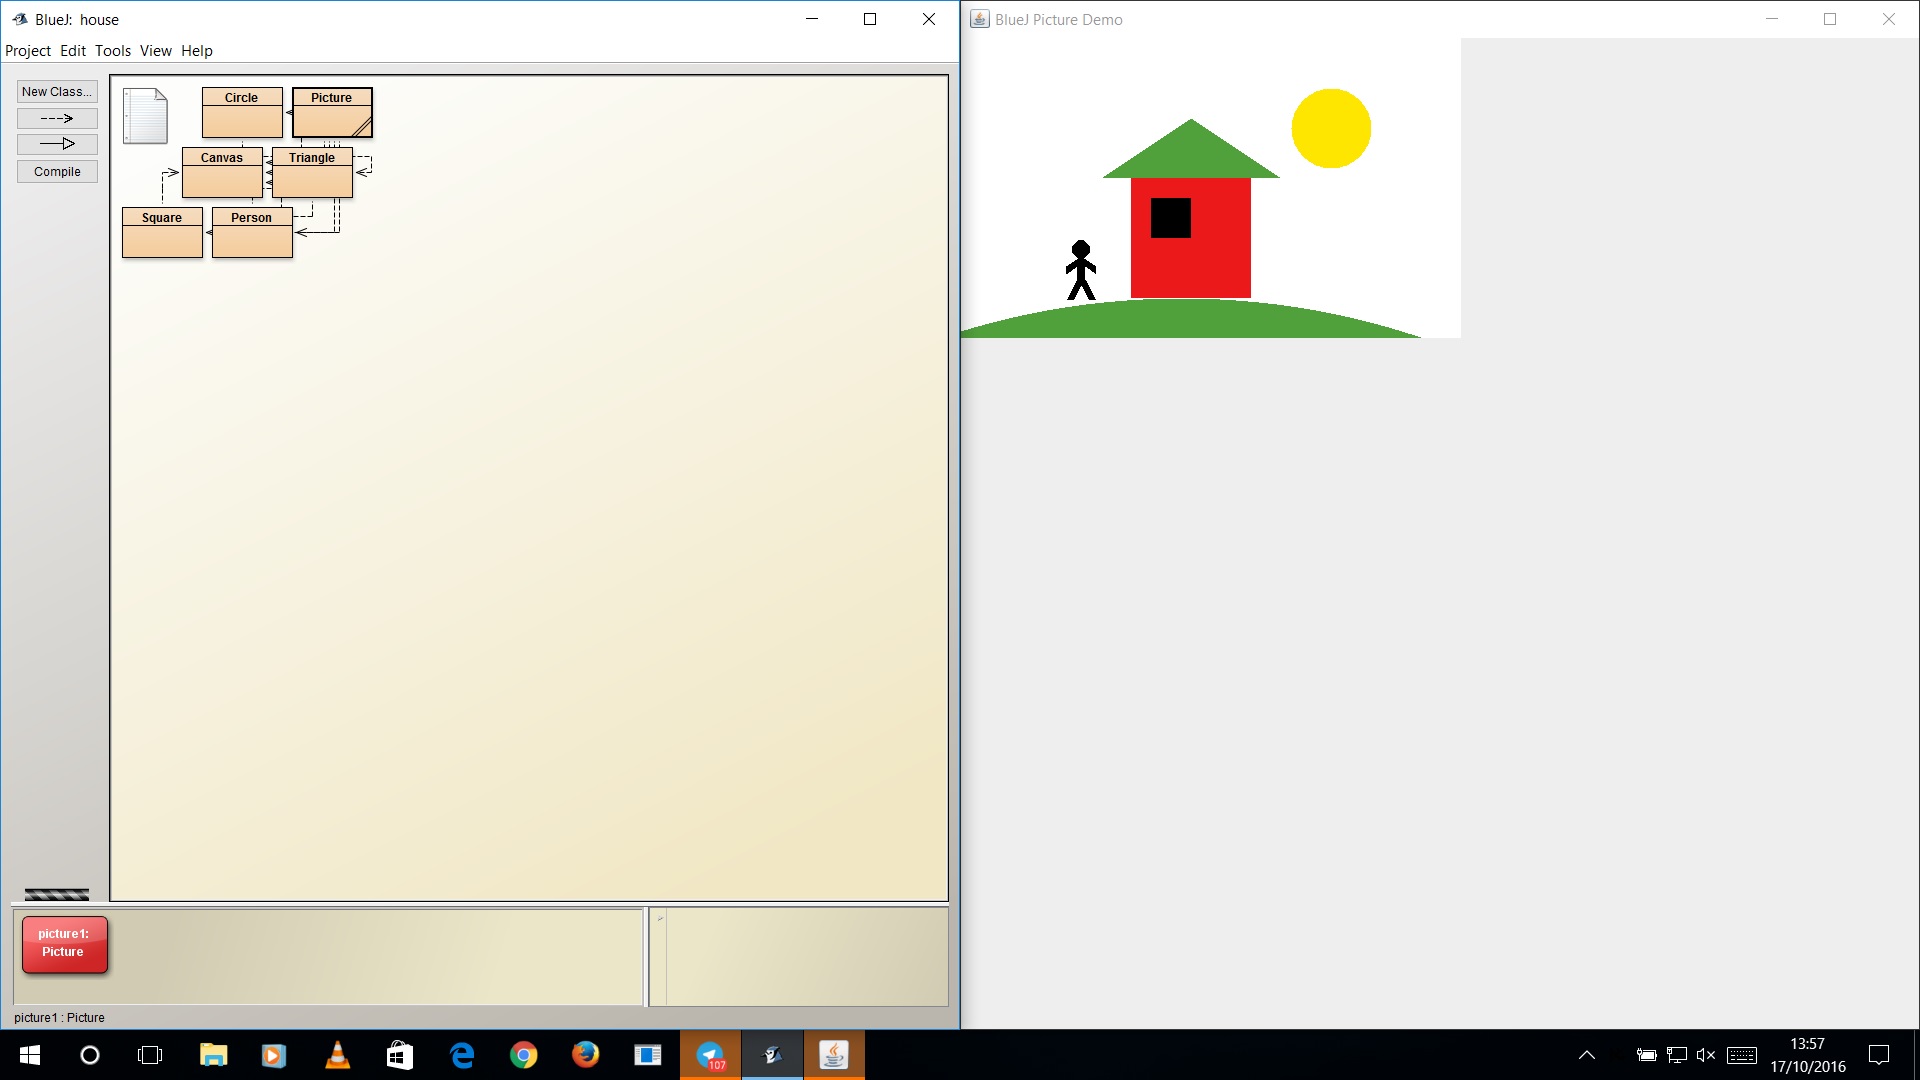 BlueJ:  house
BlueJ Picture Demo
Project Edit Tools View Help
New Class...
Compile
Circle
Picture
Canvas
Triangle
Square
Person
picture1:
Picture
picture1 : Picture
107
13:57
17/10/2016